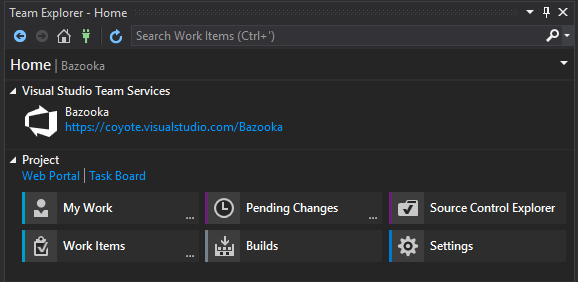 Team Explorer - Home
Search Work Items (Ctrl+')
Home | Bazooka
Visual Studio Team Services
Bazooka
https://coyote.visualstudio.com/Bazooka
Project
Web Portal | Task Board
My Work ... Pending Changes ... Source Control Explorer
Work Items ... Builds Settings